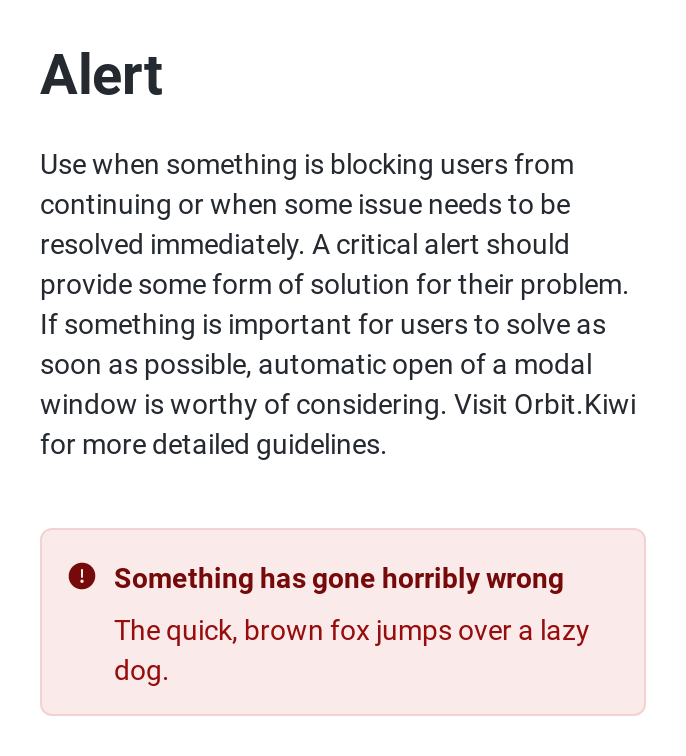 Alert
Use when something is blocking users from
continuing or when some issue needs to be
resolved immediately. A critical alert should
provide some form of solution for their problem.
If something is important for users to solve as
soon as possible, automatic open of a modal
window is worthy of considering. Visit Orbit.Kiwi
for more detailed guidelines.
Something has gone horribly wrong
The quick, brown fox jumps over a lazy
dog.